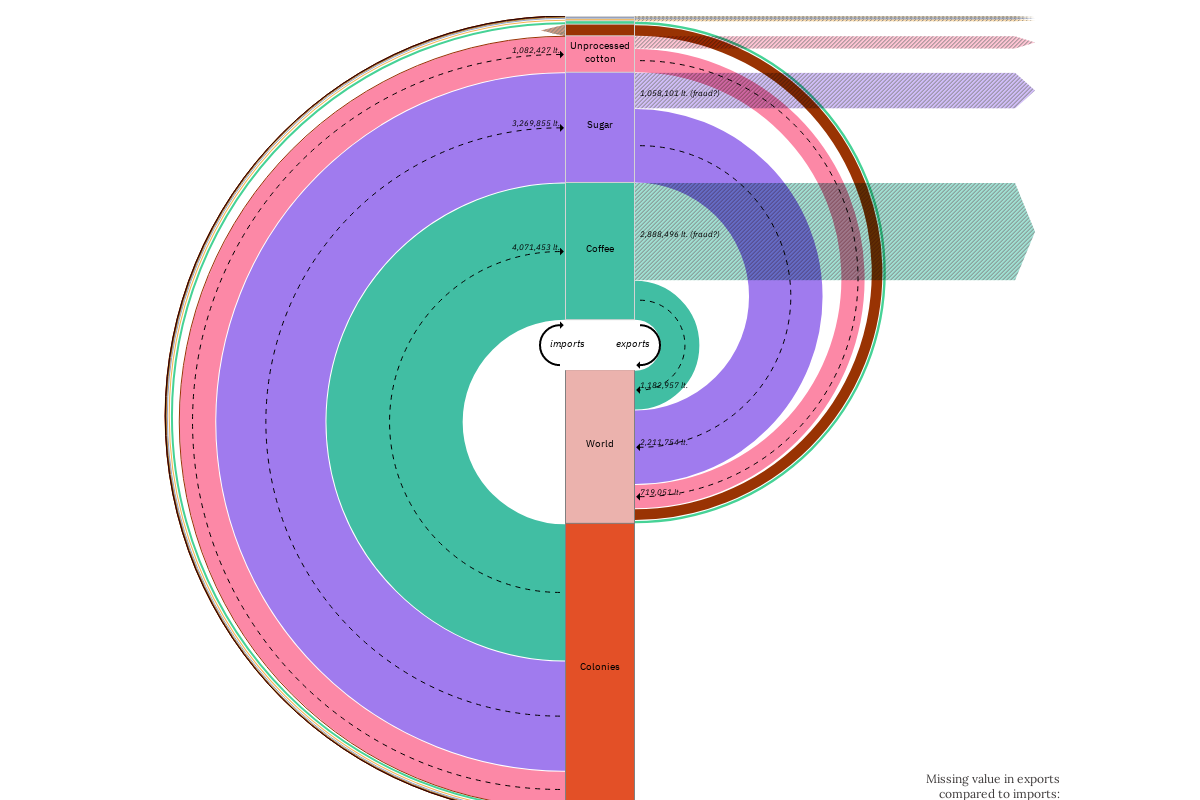 1,082,427 lt.
Unprocessed
cotton
1,058,101 lt. (fraud?)
3,269,855 lt.
Sugar
2,888,496 lt. (fraud?)
4,071,453 lt.
Coffee
imports
exports
1,182,957 lt.
World
2,211,754 lt.
719,051 lt.
Colonies
Missing value in exports
compared to imports: